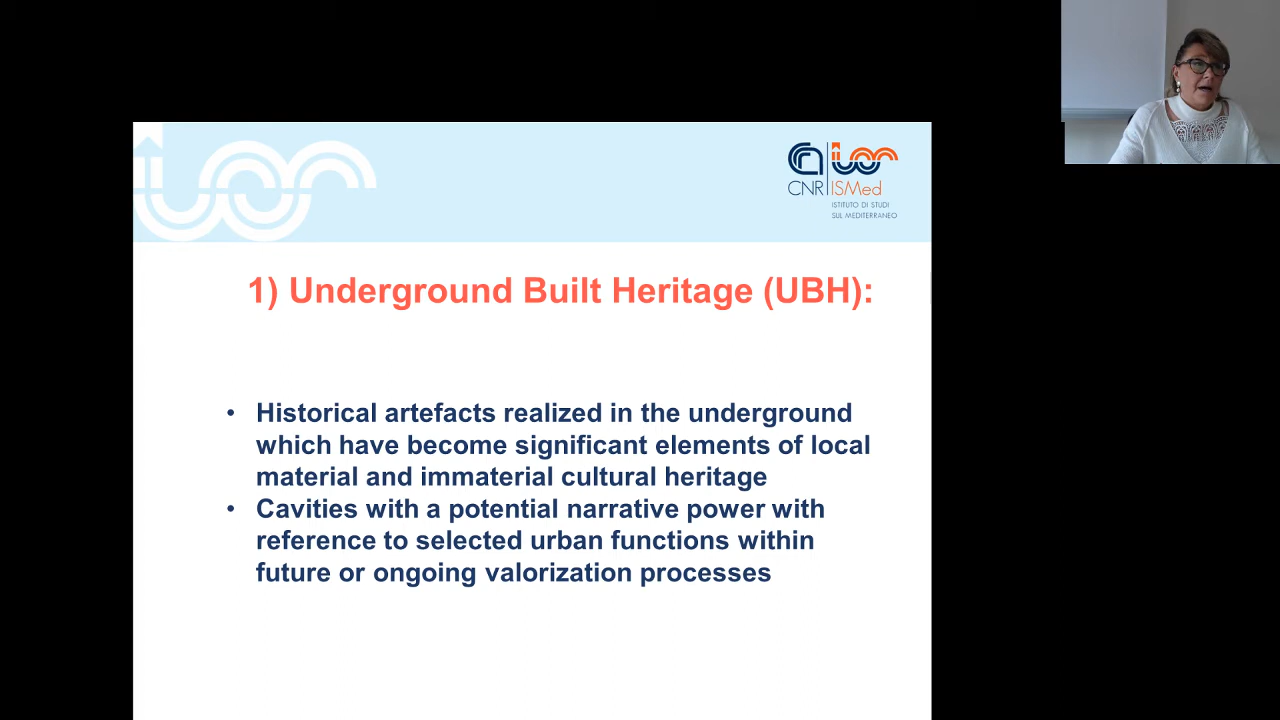 CNR ISMed
ISTITUTO DI STUDI
SUL MEDITERRANEO
1) Underground Built Heritage (UBH):
• Historical artefacts realized in the underground
which have become significant elements of local
material and immaterial cultural heritage
• Cavities with a potential narrative power with
reference to selected urban functions within
future or ongoing valorization processes